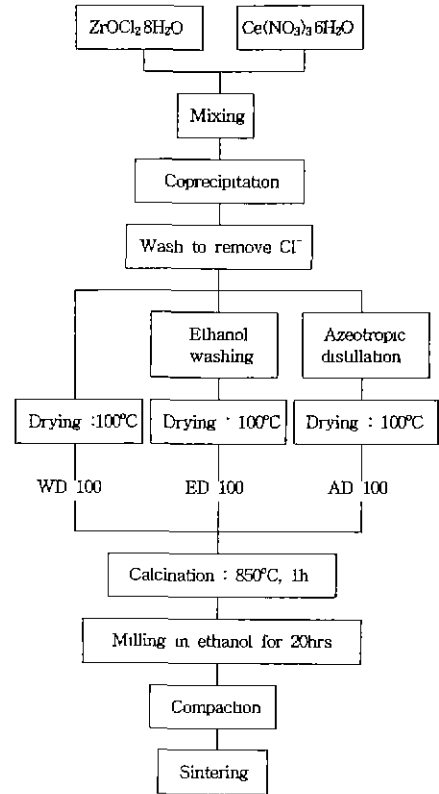 ZrOCl₂ 8H₂O
Ce(NO₃)₃ 6H₂O
Mixing
Coprecipitation
Wash to remove Cl⁻
Ethanol
washing
Azeotropic
distillation
Drying :100°C
Drying : 100°C
Drying : 100°C
WD 100
ED 100
AD 100
Calcination : 850°C, 1h
Milling in ethanol for 20hrs
Compaction
Sintering